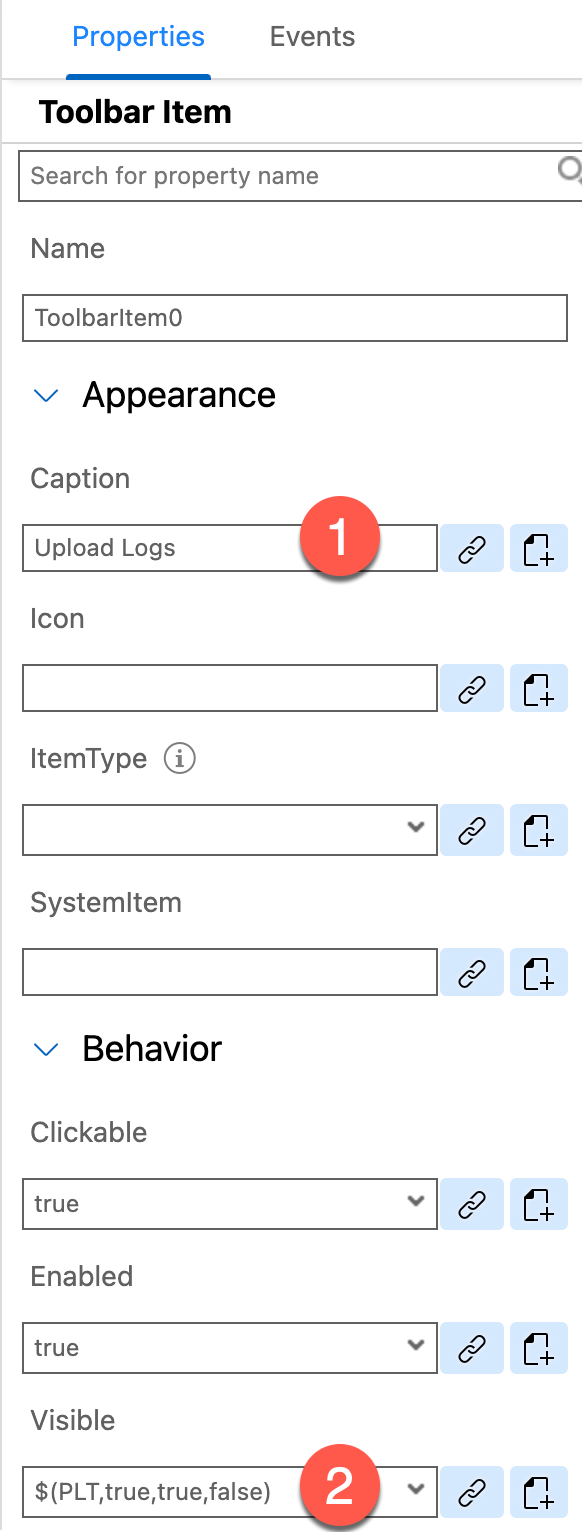 Properties Events
Toolbar Item
Search for property name
Name
ToolbarItem0
Appearance
Caption
Upload Logs 1
Icon
ItemType i
SystemItem
Behavior
Clickable
true
Enabled
true
Visible
$(PLT,true,true,false) 2